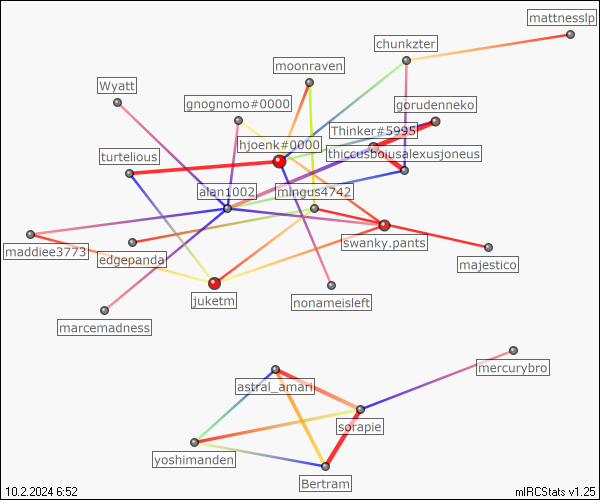 mattnesslp
chunkzter
moonraven
Wyatt
gnognomo#0000
gorudenneko
Thinker#5995
hjoenk#0000
thiccusboiusalexusjoneus
turtelious
alan1002
mingus4742
maddiee3773
edgepanda
swanky.pants
majestico
juketm
nonameisleft
marcemadness
mercurybro
astral_amari
sorapie
yoshimanden
Bertram
10.2.2024 6:52
mIRCStats v1.25